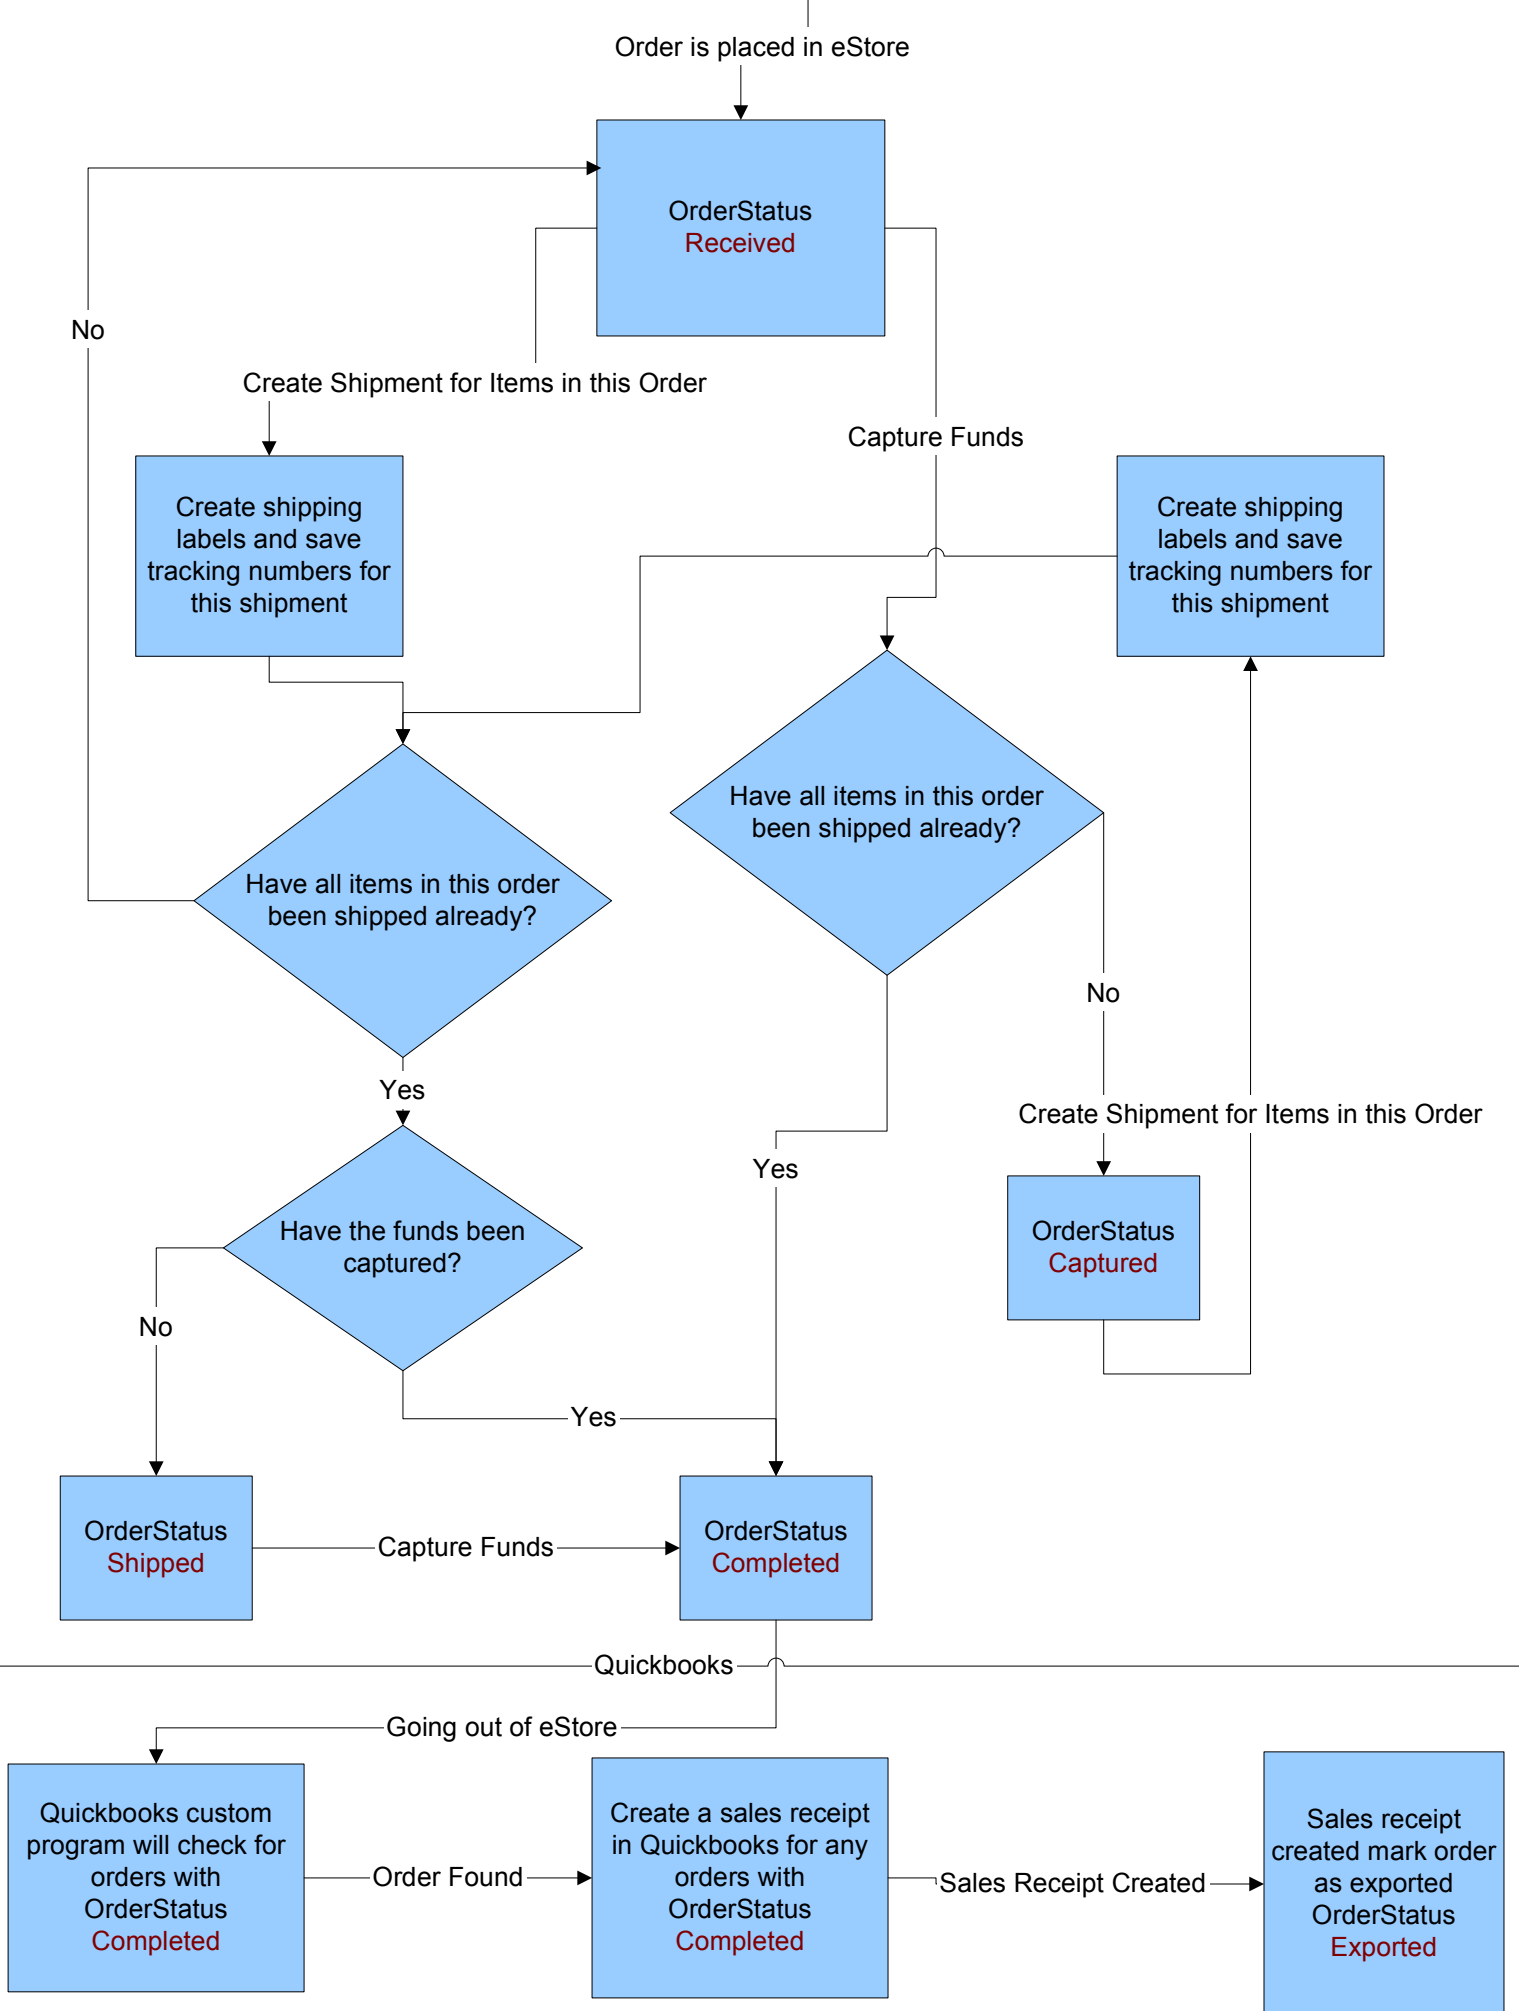 Order is placed in eStore
OrderStatus
Received
No
Create Shipment for Items in this Order
Capture Funds
Create shipping
labels and save
tracking numbers for
this shipment
Create shipping
labels and save
tracking numbers for
this shipment
Have all items in this order
been shipped already?
Have all items in this order
been shipped already?
No
Yes
Create Shipment for Items in this Order
Yes
Have the funds been
captured?
OrderStatus
Captured
No
Yes
OrderStatus
Shipped
Capture Funds
OrderStatus
Completed
Quickbooks
Going out of eStore
Quickbooks custom
program will check for
orders with
OrderStatus
Completed
Order Found
Create a sales receipt
in Quickbooks for any
orders with
OrderStatus
Completed
Sales Receipt Created
Sales receipt
created mark order
as exported
OrderStatus
Exported